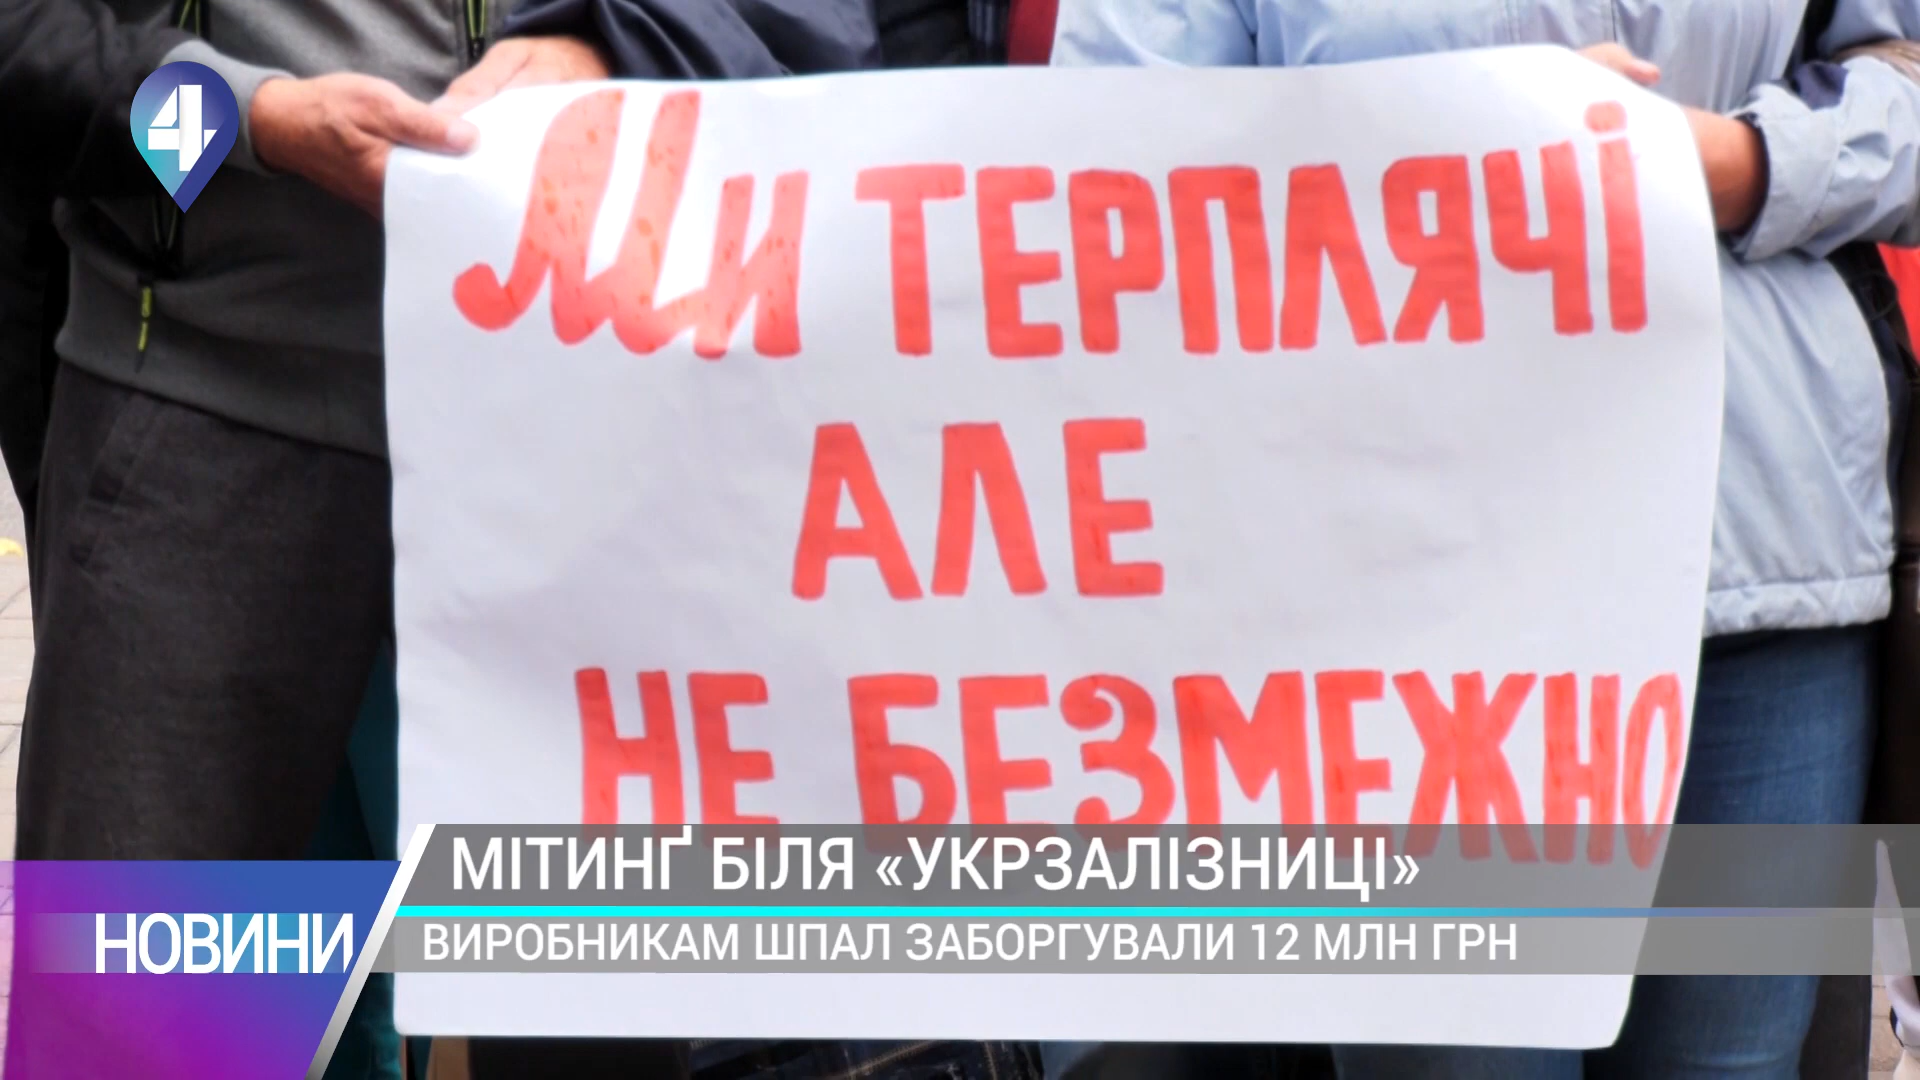 4
Ми ТЕРПЛЯЧІ
АЛЕ
НЕ БЕЗМЕЖНО
МІТИНҐ БІЛЯ «УКРЗАЛІЗНИЦІ»
НОВИНИ
ВИРОБНИКАМ ШПАЛ ЗАБОРГУВАЛИ 12 МЛН ГРН